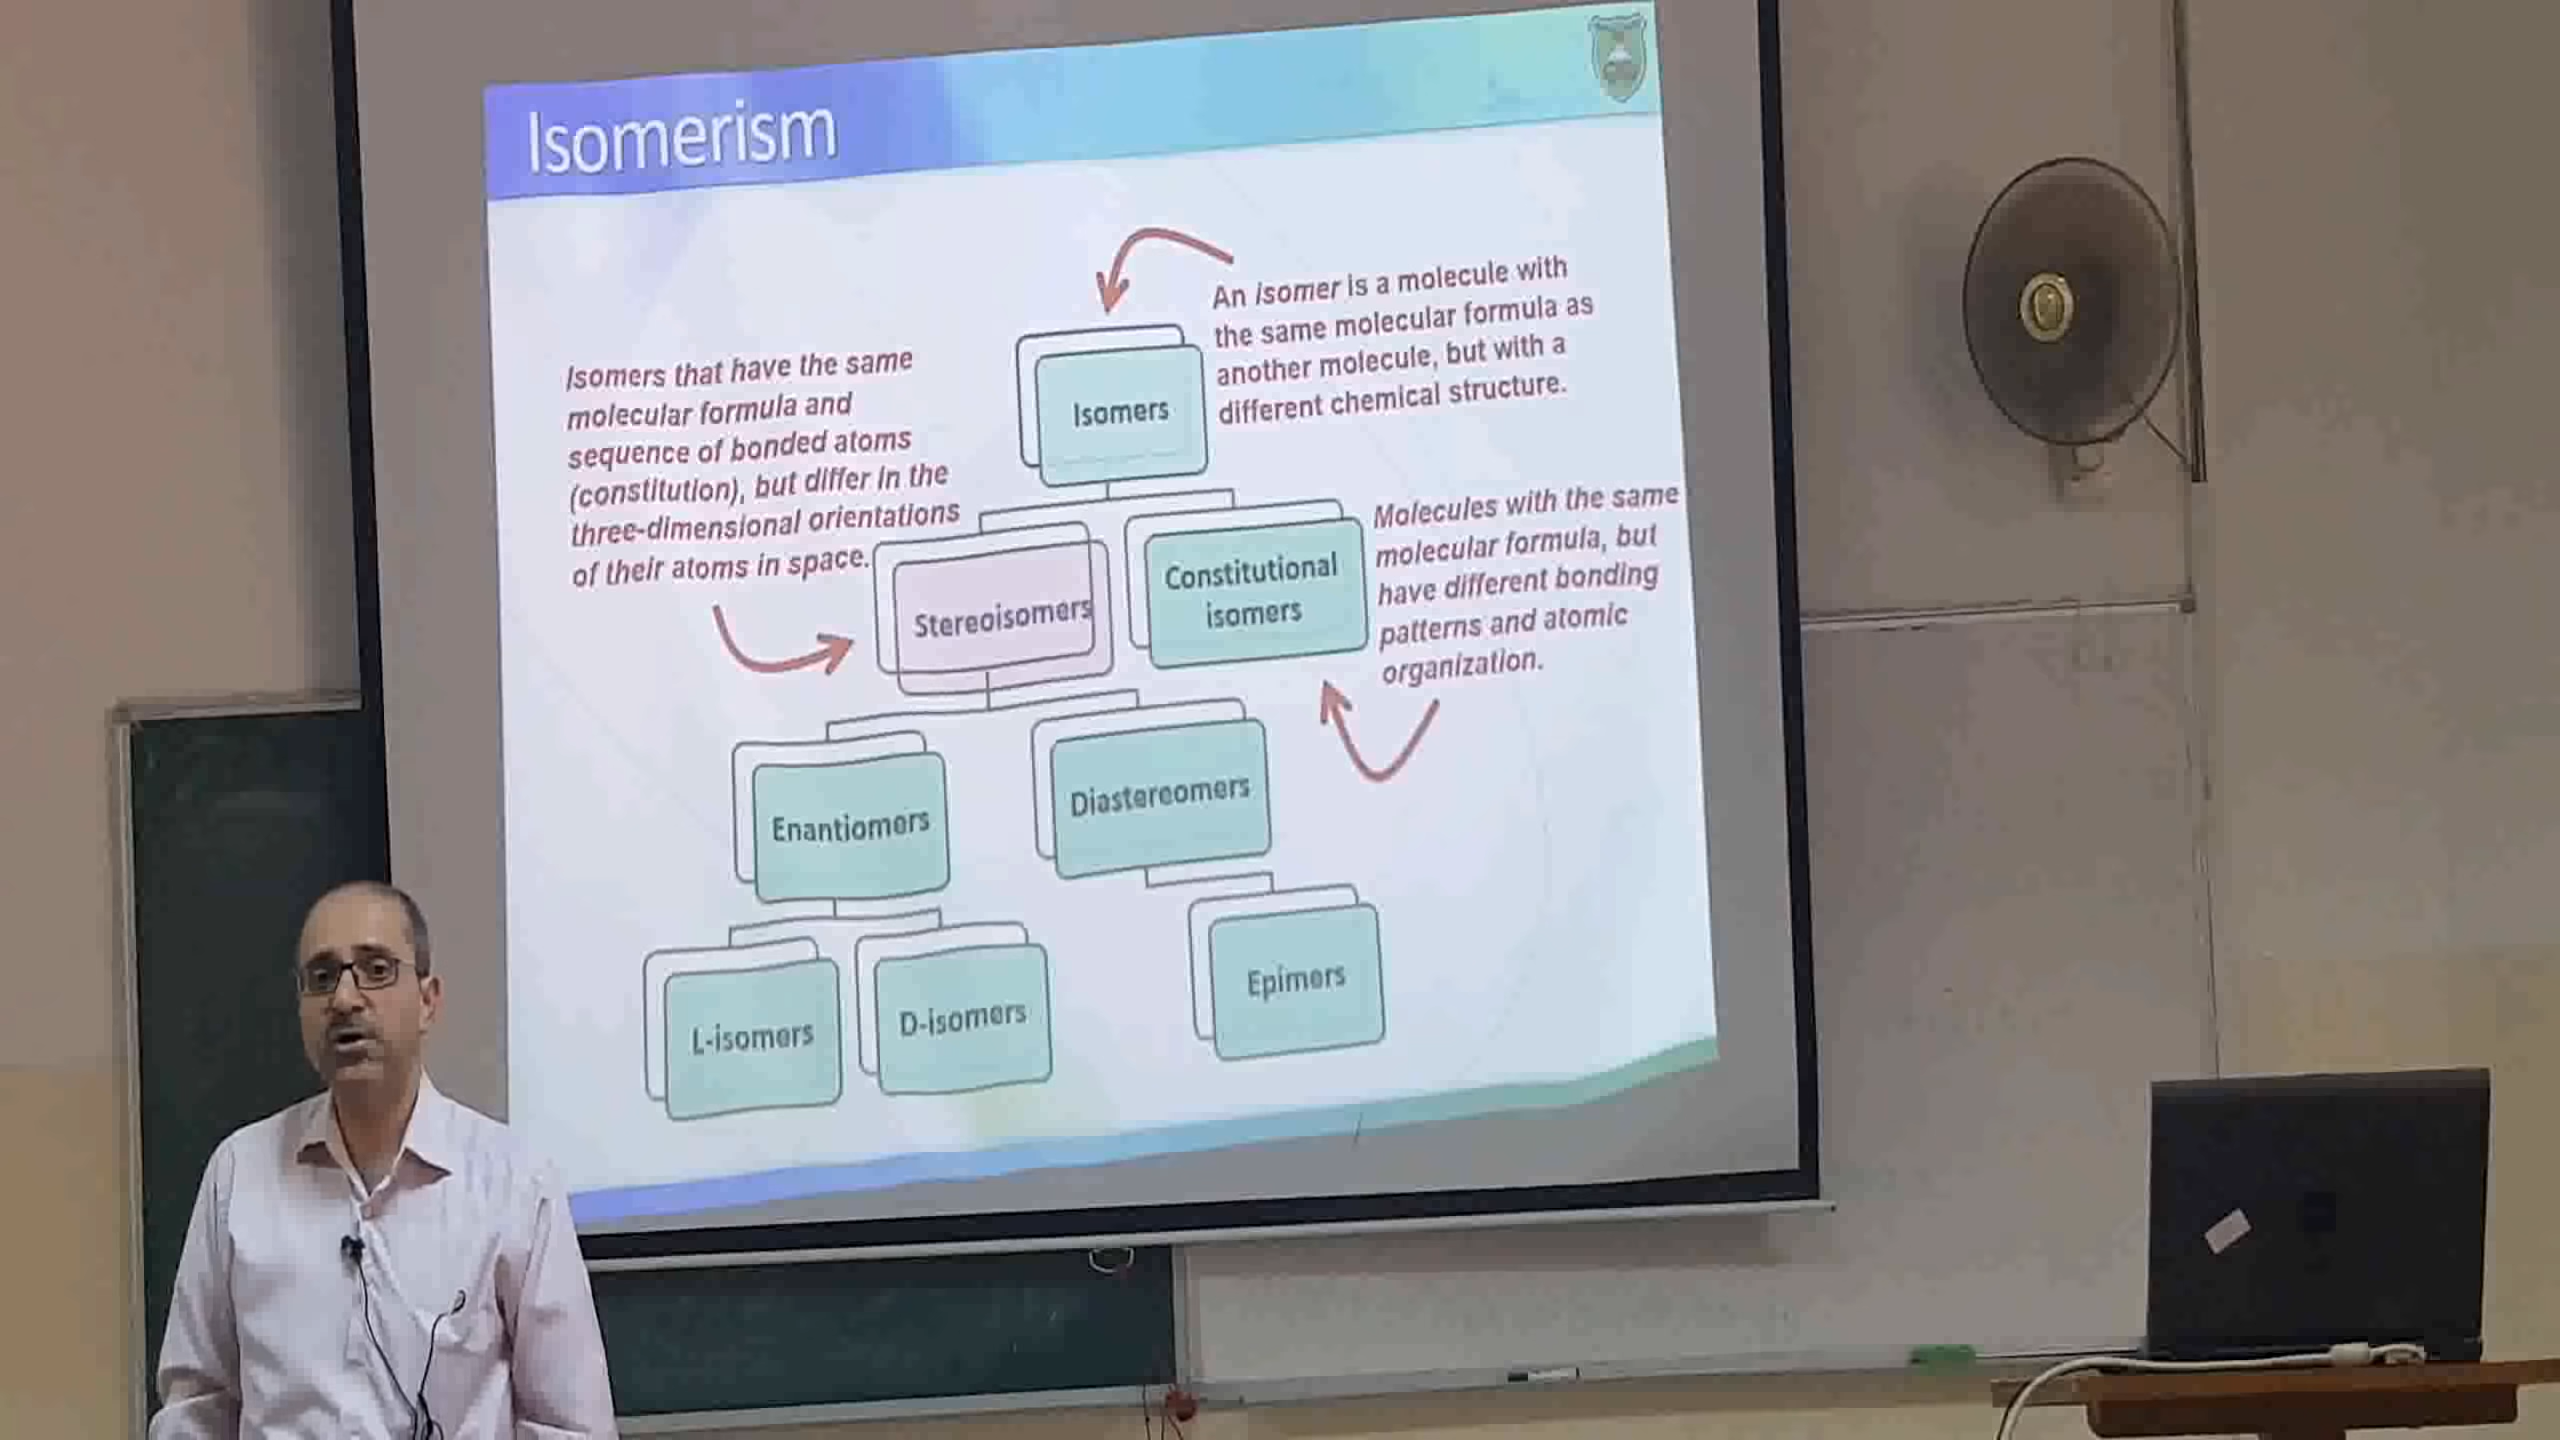 Isomerism
An isomer is a molecule with
the same molecular formula as
another molecule, but with a
different chemical structure.
Isomers that have the same
molecular formula and
sequence of bonded atoms
(constitution), but differ in the
three-dimensional orientations
of their atoms in space.
Isomers
Stereoisomers
Constitutional
isomers
Molecules with the same
molecular formula, but
have different bonding
patterns and atomic
organization.
Enantiomers
Diastereomers
L-isomers
D-isomers
Epimers